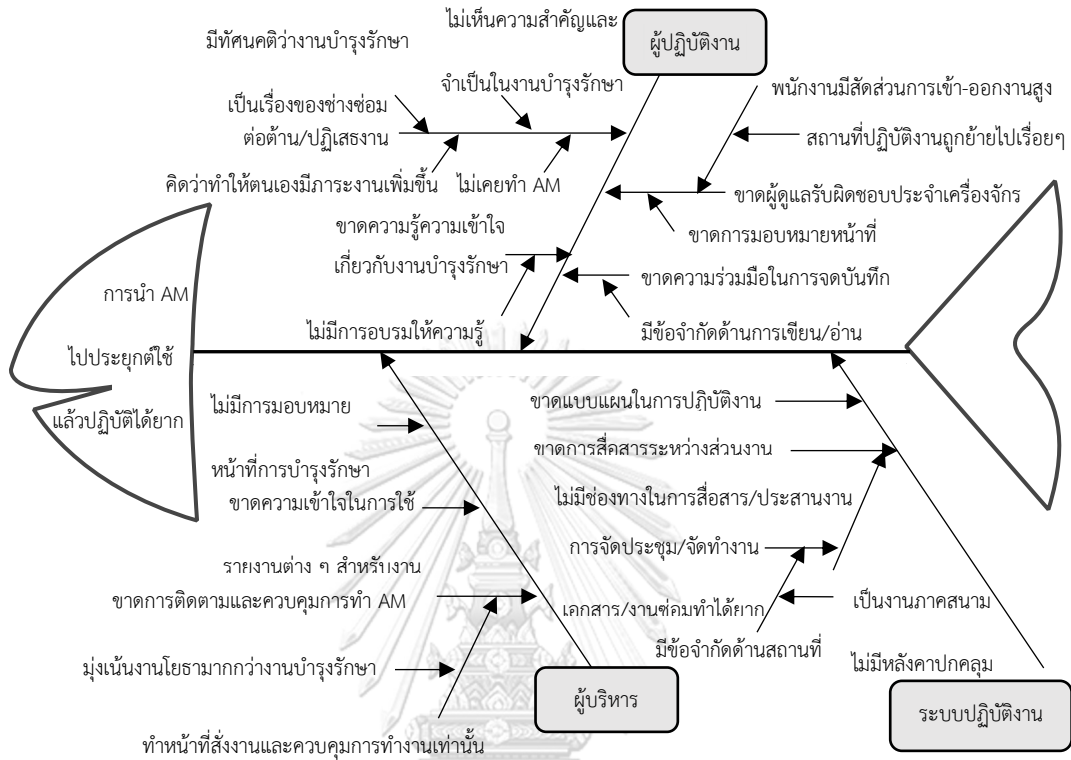 ไม่เห็นความสำคัญและ
ผู้ปฏิบัติงาน
มีทัศนคติว่างานบำรุงรักษา
จำเป็นในงานบำรุงรักษา
พนักงานมีสัดส่วนการเข้า-ออกงานสูง
เป็นเรื่องของช่างซ่อม
ต่อต้าน/ปฏิเสธงาน
สถานที่ปฏิบัติงานถูกย้ายไปเรื่อยๆ
คิดว่าทำให้ตนเองมีภาระงานเพิ่มขึ้น
ไม่เคยทำ AM
ขาดผู้ดูแลรับผิดชอบประจำเครื่องจักร
ขาดความรู้ความเข้าใจ
ขาดการมอบหมายหน้าที่
เกี่ยวกับงานบำรุงรักษา
ขาดความร่วมมือในการจดบันทึก
ไม่มีการอบรมให้ความรู้
มีข้อจำกัดด้านการเขียน/อ่าน
การนำ AM
ไปประยุกต์ใช้
แล้วปฏิบัติได้ยาก
ไม่มีการมอบหมาย
หน้าที่การบำรุงรักษา
ขาดความเข้าใจในการใช้
รายงานต่าง ๆ สำหรับงาน
ขาดการติดตามและควบคุมการทำ AM
มุ่งเน้นงานโยธามากกว่างานบำรุงรักษา
ทำหน้าที่สั่งงานและควบคุมการทำงานเท่านั้น
ผู้บริหาร
ขาดแบบแผนในการปฏิบัติงาน
ขาดการสื่อสารระหว่างส่วนงาน
ไม่มีช่องทางในการสื่อสาร/ประสานงาน
การจัดประชุม/จัดทำงาน
เอกสาร/งานซ่อมทำได้ยาก
เป็นงานภาคสนาม
มีข้อจำกัดด้านสถานที่
ไม่มีหลังคาปกคลุม
ระบบปฏิบัติงาน